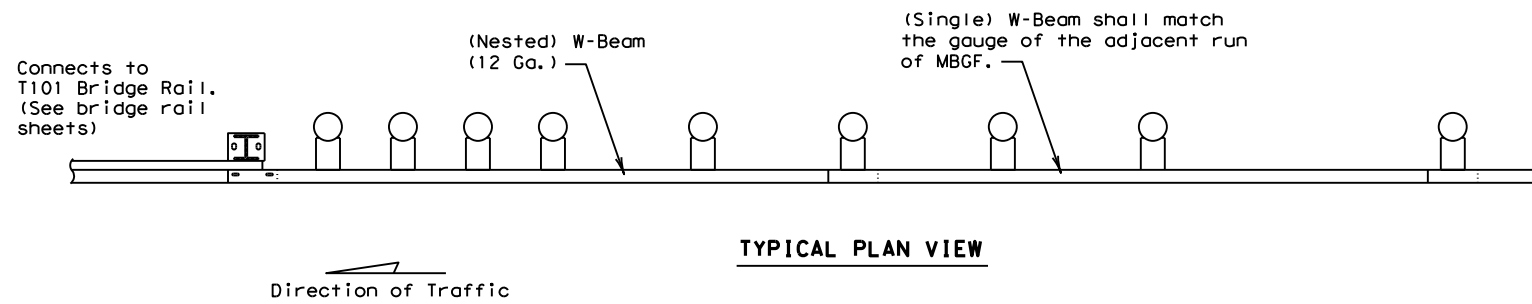 Connects to
T101 Bridge Rail.
(See bridge rail
sheets)
(Nested) W-Beam
(12 Ga.)
(Single) W-Beam shall match
the gauge of the adjacent run
of MBGF.
TYPICAL PLAN VIEW
Direction of Traffic